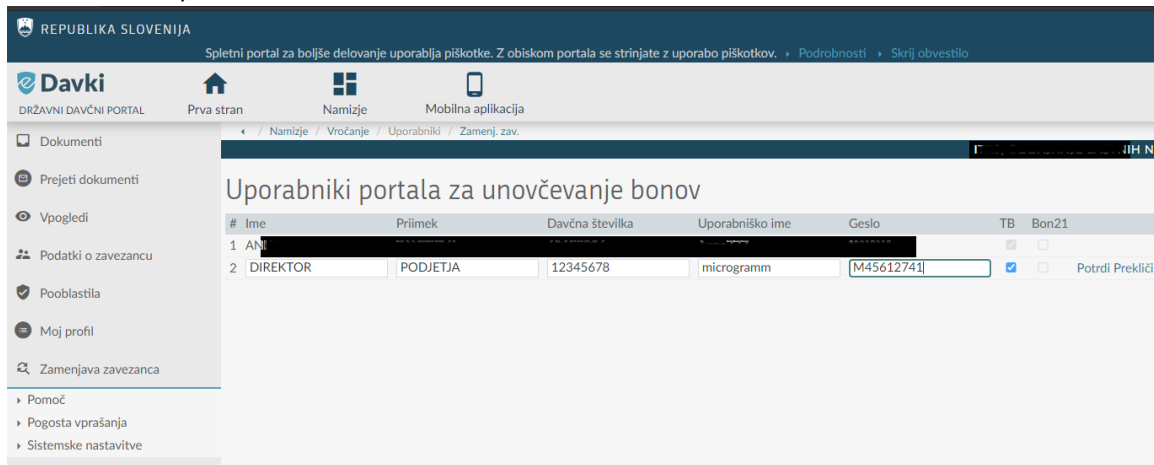 REPUBLIKA SLOVENIJA
Spletni portal za boljše delovanje uporablja piškotke. Z obiskom portala se strinjate z uporabo piškotkov. Podrobnosti Skrij obvestilo
Davki
DRŽAVNI DAVČNI PORTAL
Prva stran Namizje Mobilna aplikacija
/ Namizje / Vročanje / Uporabniki / Zamenj. zav.
Dokumenti
Prejeti dokumenti
Vpogledi
Podatki o zavezancu
Pooblastila
Moj profil
Zamenjava zavezanca
Pomoč
Pogosta vprašanja
Sistemske nastavitve
Uporabniki portala za unovčevanje bonov
# Ime Priimek Davčna številka Uporabniško ime Geslo TB Bon21
1
2 DIREKTOR PODJETJA 12345678 microgramm M45612741 Potrdi Prekliči